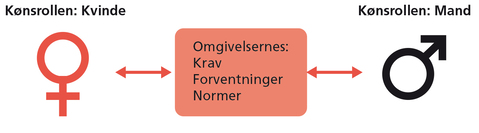 Kønsrollen: Kvinde
Kønsrollen: Mand
Omgivelsernes:
Krav
Forventninger
Normer